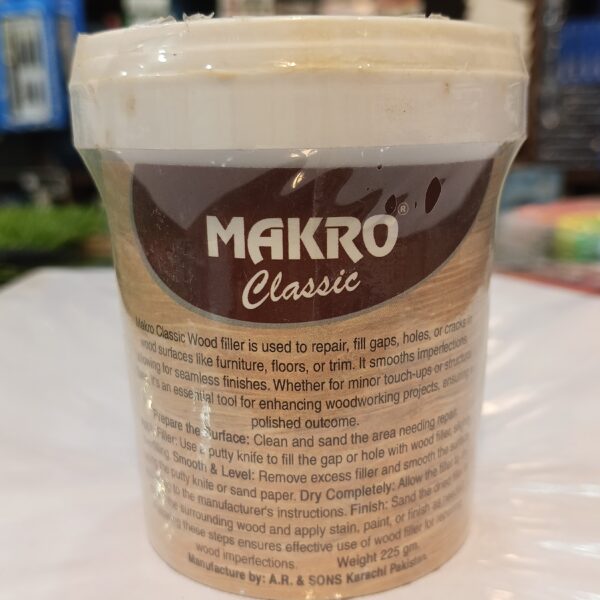 MAKRO®
Classic
Makro Classic Wood filler is used to repair, fill gaps, holes, or cracks in
wood surfaces like furniture, floors, or trim. It smooths imperfections,
allowing for seamless finishes. Whether for minor touch-ups or structural
it's an essential tool for enhancing woodworking projects, ensuring a
polished outcome.
Prepare the Surface: Clean and sand the area needing repair.
Filler: Use a putty knife to fill the gap or hole with wood filler, slightly
Smooth & Level: Remove excess filler and smooth the surface
the putty knife or sand paper. Dry Completely: Allow the filler to
to the manufacturer's instructions. Finish: Sand the dried filler
the surrounding wood and apply stain, paint, or finish as
these steps ensures effective use of wood filler for
wood imperfections. Weight 225 gm.
Manufacture by: A.R. & SONS Karachi Pakistan.